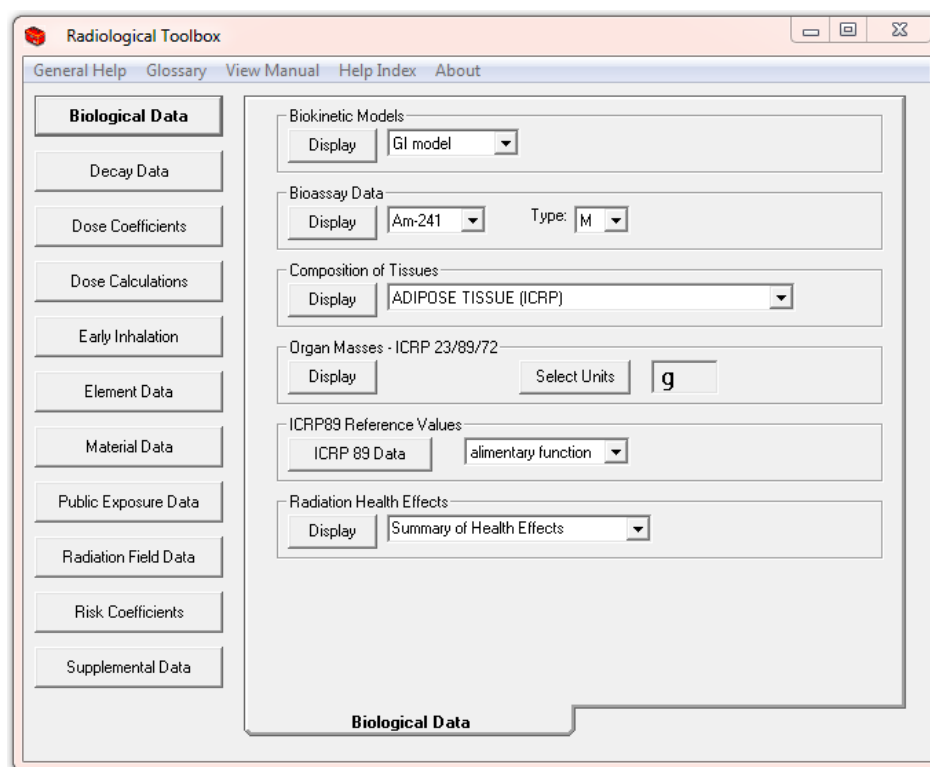 Radiological Toolbox
General Help Glossary View Manual Help Index About
Biological Data
Decay Data
Dose Coefficients
Dose Calculations
Early Inhalation
Element Data
Material Data
Public Exposure Data
Radiation Field Data
Risk Coefficients
Supplemental Data
Biokinetic Models
Display GI model
Bioassay Data
Display Am-241 Type: M
Composition of Tissues
Display ADIPOSE TISSUE (ICRP)
Organ Masses - ICRP 23/89/72
Display Select Units g
ICRP89 Reference Values
ICRP 89 Data alimentary function
Radiation Health Effects
Display Summary of Health Effects
Biological Data